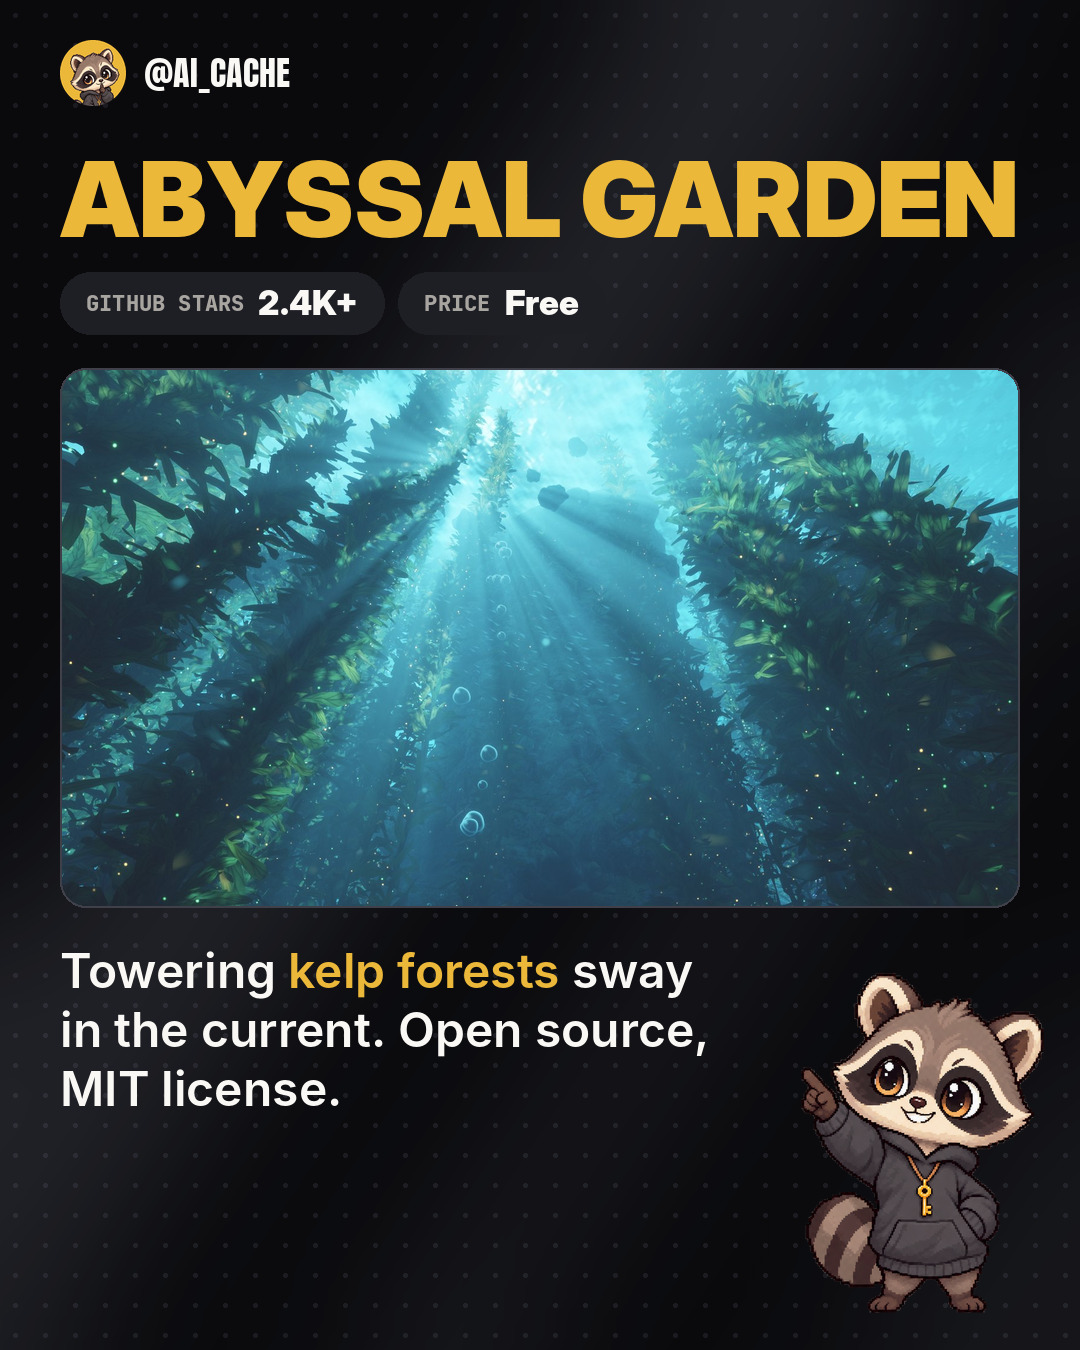 @AI_CACHE
ABYSSAL GARDEN
GITHUB STARS 2.4K+ PRICE Free
Towering kelp forests sway
in the current. Open source,
MIT license.